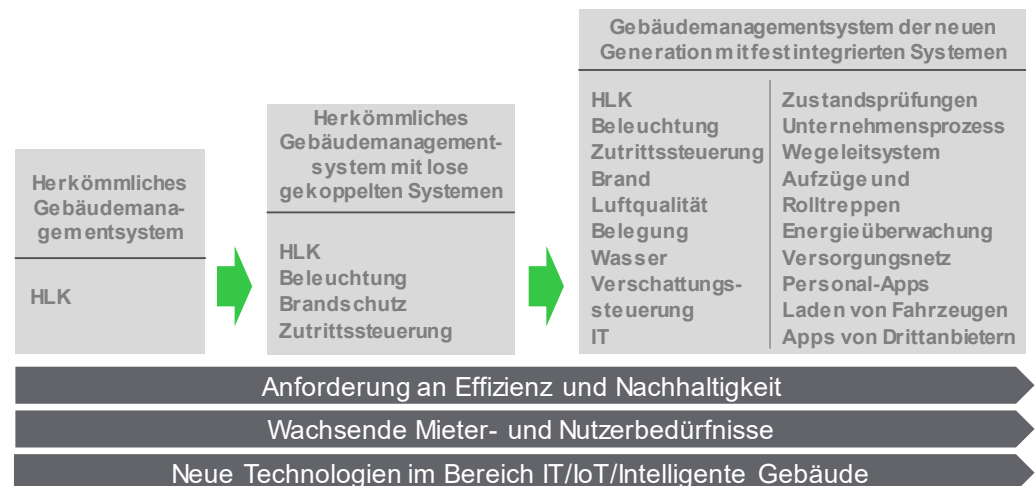 Herkömmliches
Gebäudemana-
gementsystem
HLK
Herkömmliches
Gebäudemanagement-
system mit lose
gekoppelten Systemen
HLK
Beleuchtung
Brandschutz
Zutrittssteuerung
Gebäudemanagementsystem der neuen
Generation mit fest integrierten Systemen
HLK
Beleuchtung
Zutrittssteuerung
Brand
Luftqualität
Belegung
Wasser
Verschattungs-
steuerung
IT
Zustandsprüfungen
Unternehmensprozess
Wegeleitsystem
Aufzüge und
Rolltreppen
Energieüberwachung
Versorgungsnetz
Personal-Apps
Laden von Fahrzeugen
Apps von Drittanbietern
Anforderung an Effizienz und Nachhaltigkeit
Wachsende Mieter- und Nutzerbedürfnisse
Neue Technologien im Bereich IT/IoT/Intelligente Gebäude